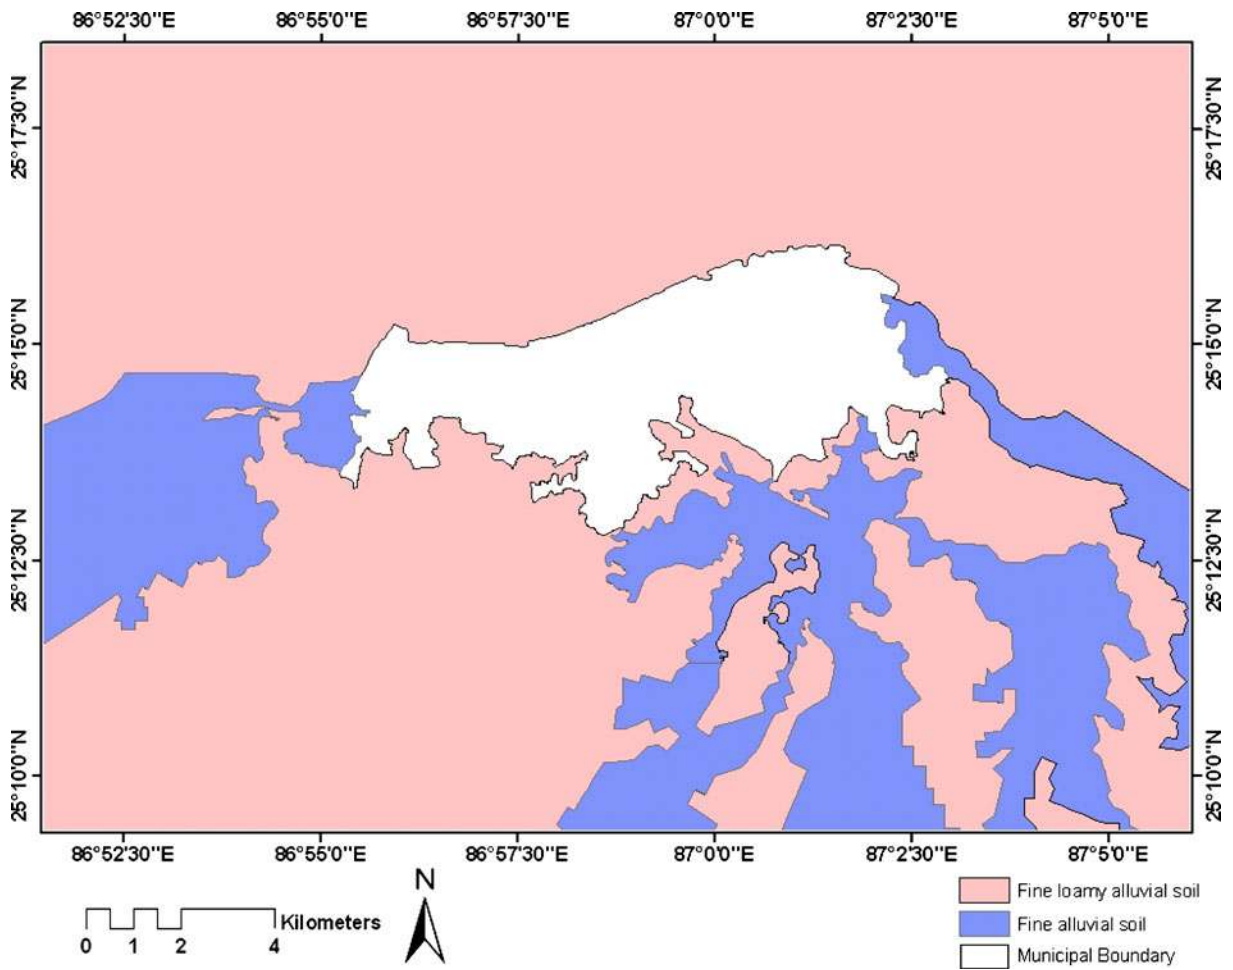 86°52'30"E 86°55'0"E 86°57'30"E 87°0'0"E 87°2'30"E 87°5'0"E
25°17'30"N 25°17'30"N
25°15'0"N 25°15'0"N
25°12'30"N 25°12'30"N
25°10'0"N 25°10'0"N
86°52'30"E 86°55'0"E 86°57'30"E 87°0'0"E 87°2'30"E 87°5'0"E
N
Kilometers
0 1 2 4
Fine loamy alluvial soil
Fine alluvial soil
Municipal Boundary